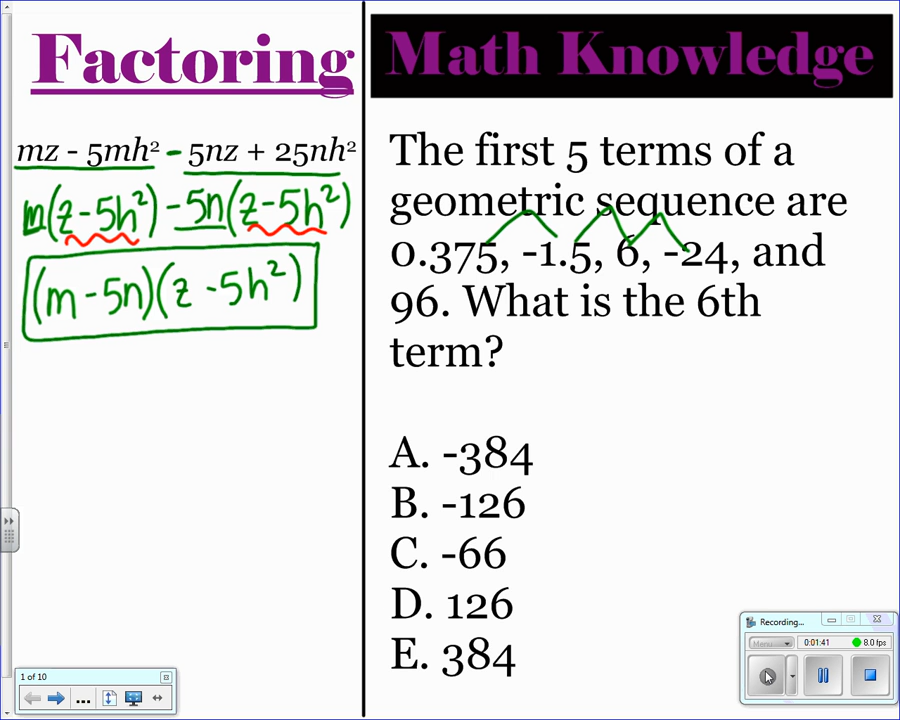 Factoring
mz - 5mh² - 5nz + 25nh²
m(z - 5h²) - 5n(z - 5h²)
(m - 5n)(z - 5h²)
Math Knowledge
The first 5 terms of a
geometric sequence are
0.375, -1.5, 6, -24, and
96. What is the 6th
term?
A. -384
B. -126
C. -66
D. 126
E. 384
1 of 10
Recording...
Menu
0:01:41
8.0 fps